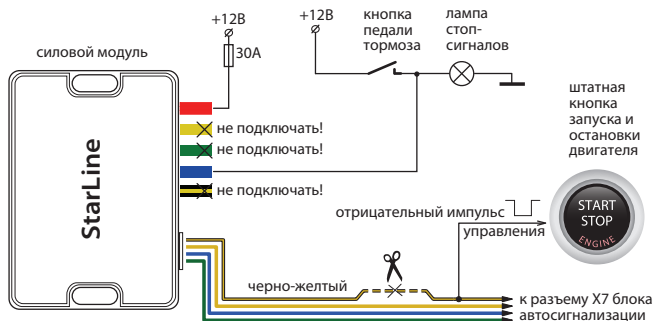 силовой модуль
StarLine
+12В
30А
+12В
кнопка
педали
тормоза
лампа
стоп-
сигналов
не подключать!
не подключать!
не подключать!
штатная
кнопка
запуска и
остановки
двигателя
START
STOP
ENGINE
отрицательный импульс
управления
черно-желтый
к разъему X7 блока
автосигнализации